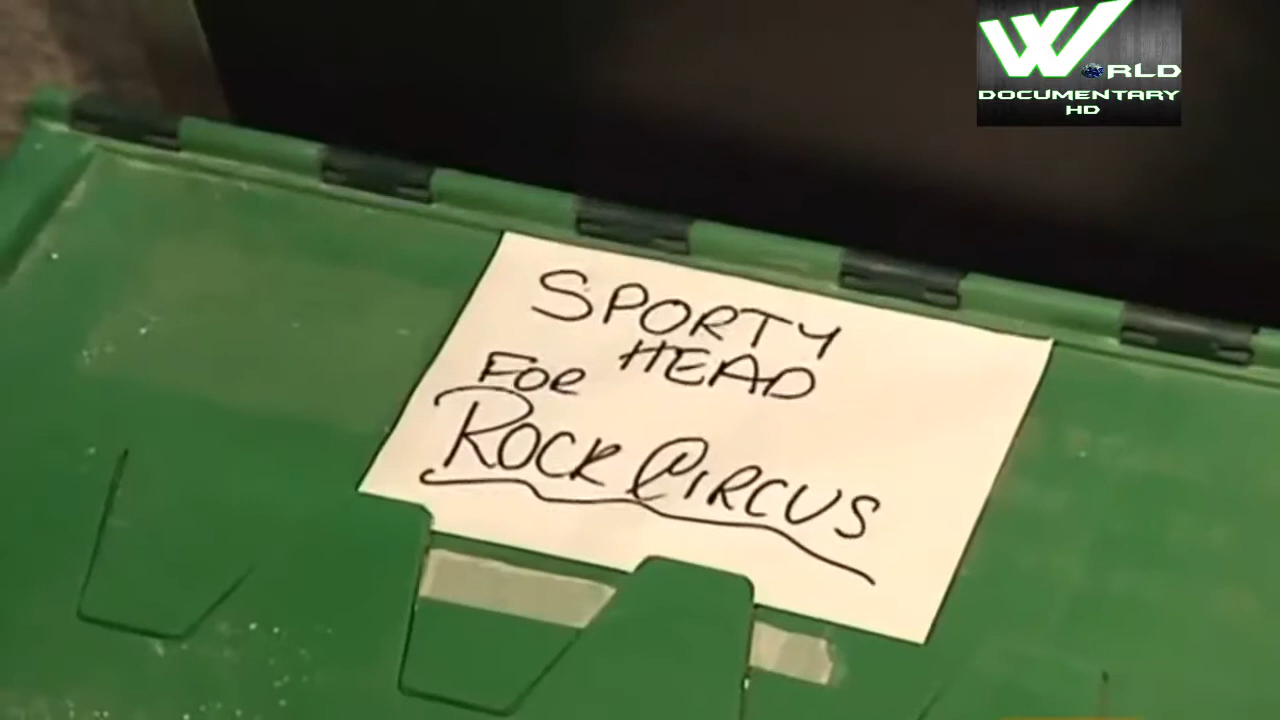 WORLD
DOCUMENTARY
HD
SPORTY
HEAD
FOR
ROCK CIRCUS